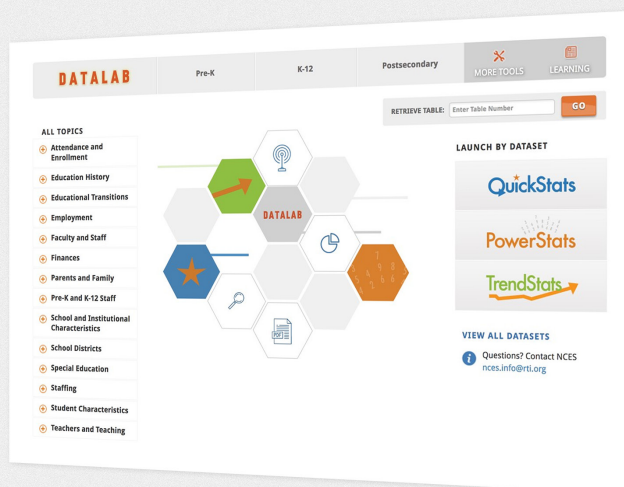 DATALAB
Pre-K
K-12
Postsecondary
MORE TOOLS
LEARNING
RETRIEVE TABLE:
Enter Table Number
GO
ALL TOPICS
Attendance and
Enrollment
Education History
Educational Transitions
Employment
Faculty and Staff
Finances
Parents and Family
Pre-K and K-12 Staff
School and Institutional
Characteristics
School Districts
Special Education
Staffing
Student Characteristics
Teachers and Teaching
DATALAB
PDF
LAUNCH BY DATASET
QuickStats
PowerStats
TrendStats
VIEW ALL DATASETS
Questions? Contact NCES
nces.info@rti.org